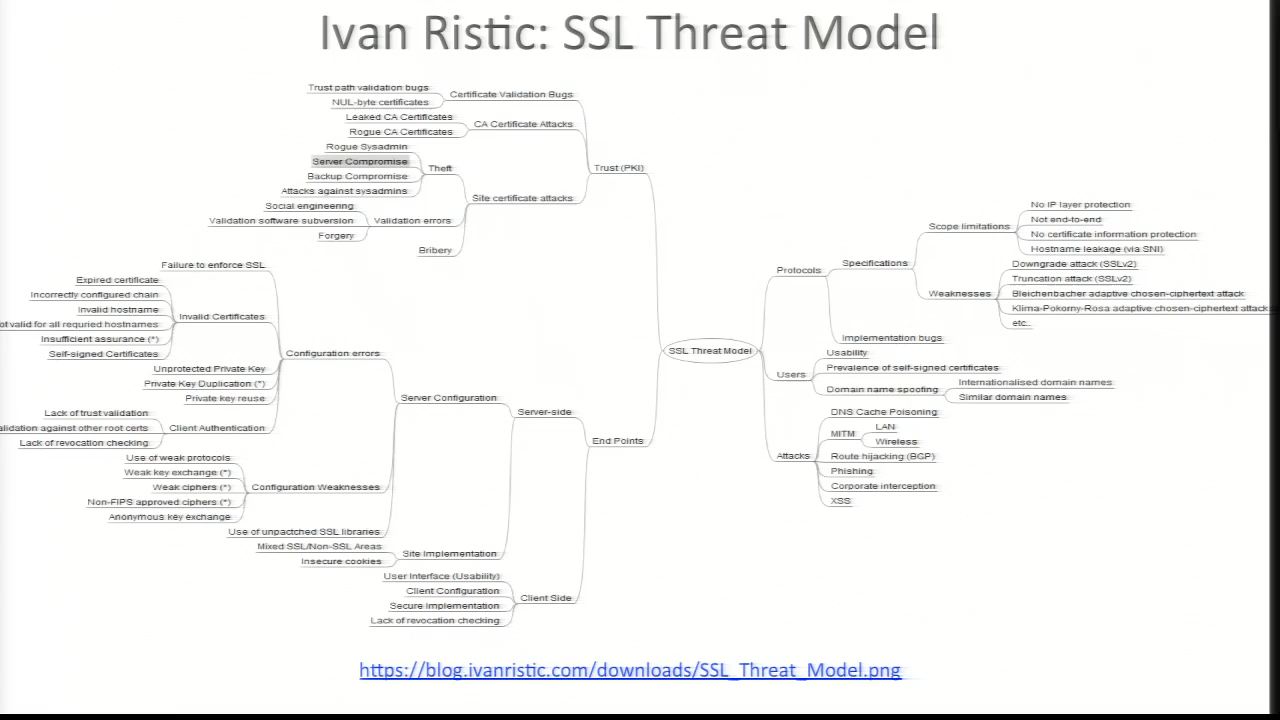 Ivan Ristic: SSL Threat Model
Trust path validation bugs
NUL-byte certificates
Certificate Validation Bugs
Leaked CA Certificates
Rogue CA Certificates
CA Certificate Attacks
Rogue Sysadmin
Server Compromise
Backup Compromise
Attacks against sysadmins
Theft
Social engineering
Validation software subversion
Forgery
Validation errors
Bribery
Site certificate attacks
Trust (PKI)
Failure to enforce SSL
Expired certificate
Incorrectly configured chain
Invalid hostname
valid for all requried hostnames
Insufficient assurance (*)
Self-signed Certificates
Invalid Certificates
Unprotected Private Key
Private Key Duplication (*)
Private key reuse
Lack of trust validation
against other root certs
Lack of revocation checking
Client Authentication
Configuration errors
Use of weak protocols
Weak key exchange (*)
Weak ciphers (*)
Non-FIPS approved ciphers (*)
Anonymous key exchange
Configuration Weaknesses
Use of unpactched SSL libraries
Server Configuration
Mixed SSL/Non-SSL Areas
Insecure cookies
Site Implementation
Server-side
User Interface (Usability)
Client Configuration
Secure Implementation
Lack of revocation checking
Client Side
End Points
SSL Threat Model
Protocols
Specifications
Scope limitations
No IP layer protection
Not end-to-end
No certificate information protection
Hostname leakage (via SNI)
Weaknesses
Downgrade attack (SSLv2)
Truncation attack (SSLv2)
Bleichenbacher adaptive chosen-ciphertext attack
Klima-Pokorny-Rosa adaptive chosen-ciphertext attack
etc..
Implementation bugs
Users
Usability
Prevalence of self-signed certificates
Domain name spoofing
Internationalised domain names
Similar domain names
Attacks
DNS Cache Poisoning
MITM
LAN
Wireless
Route hijacking (BGP)
Phishing
Corporate interception
XSS
https://blog.ivanristic.com/downloads/SSL_Threat_Model.png